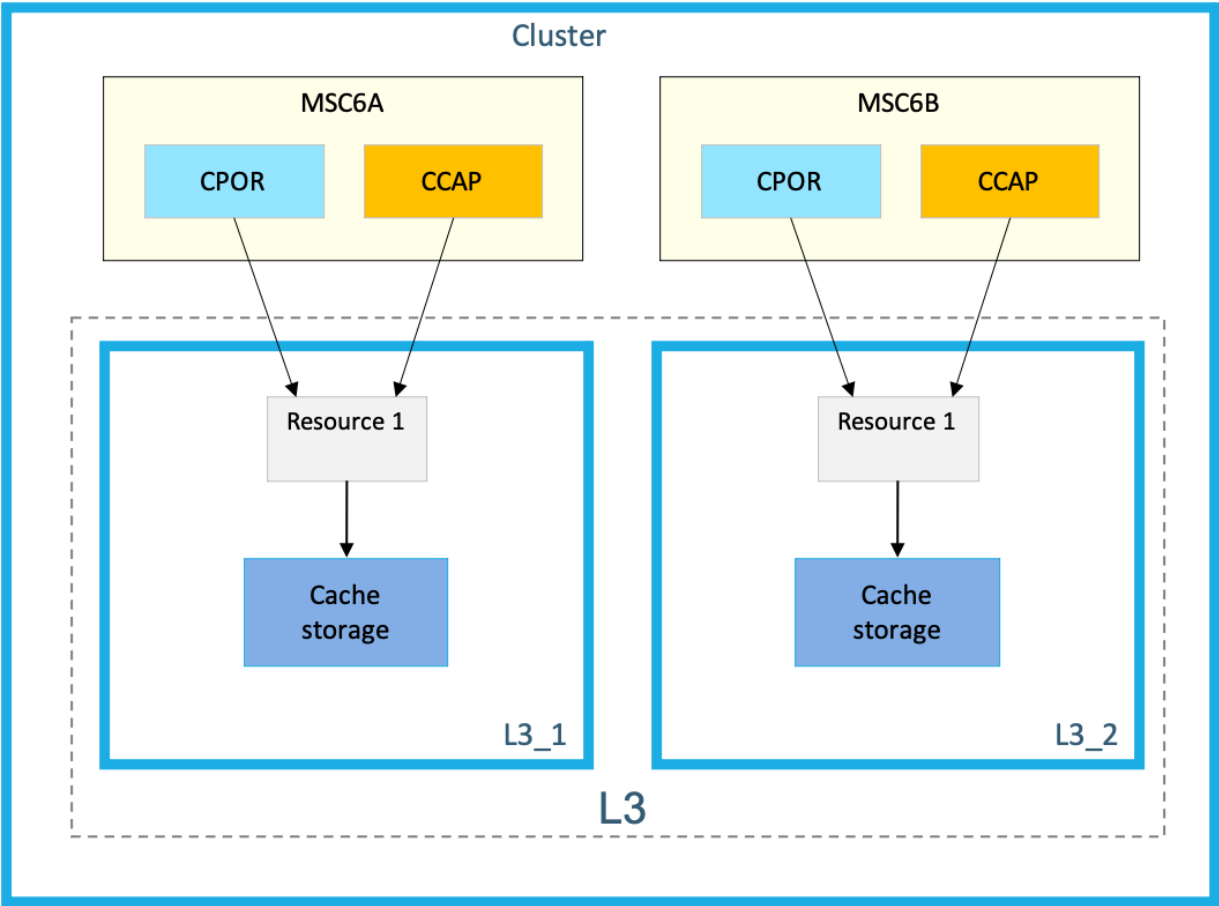 Cluster
MSC6A
CPOR
CCAP
MSC6B
CPOR
CCAP
Resource 1
Cache
storage
L3_1
Resource 1
Cache
storage
L3_2
L3